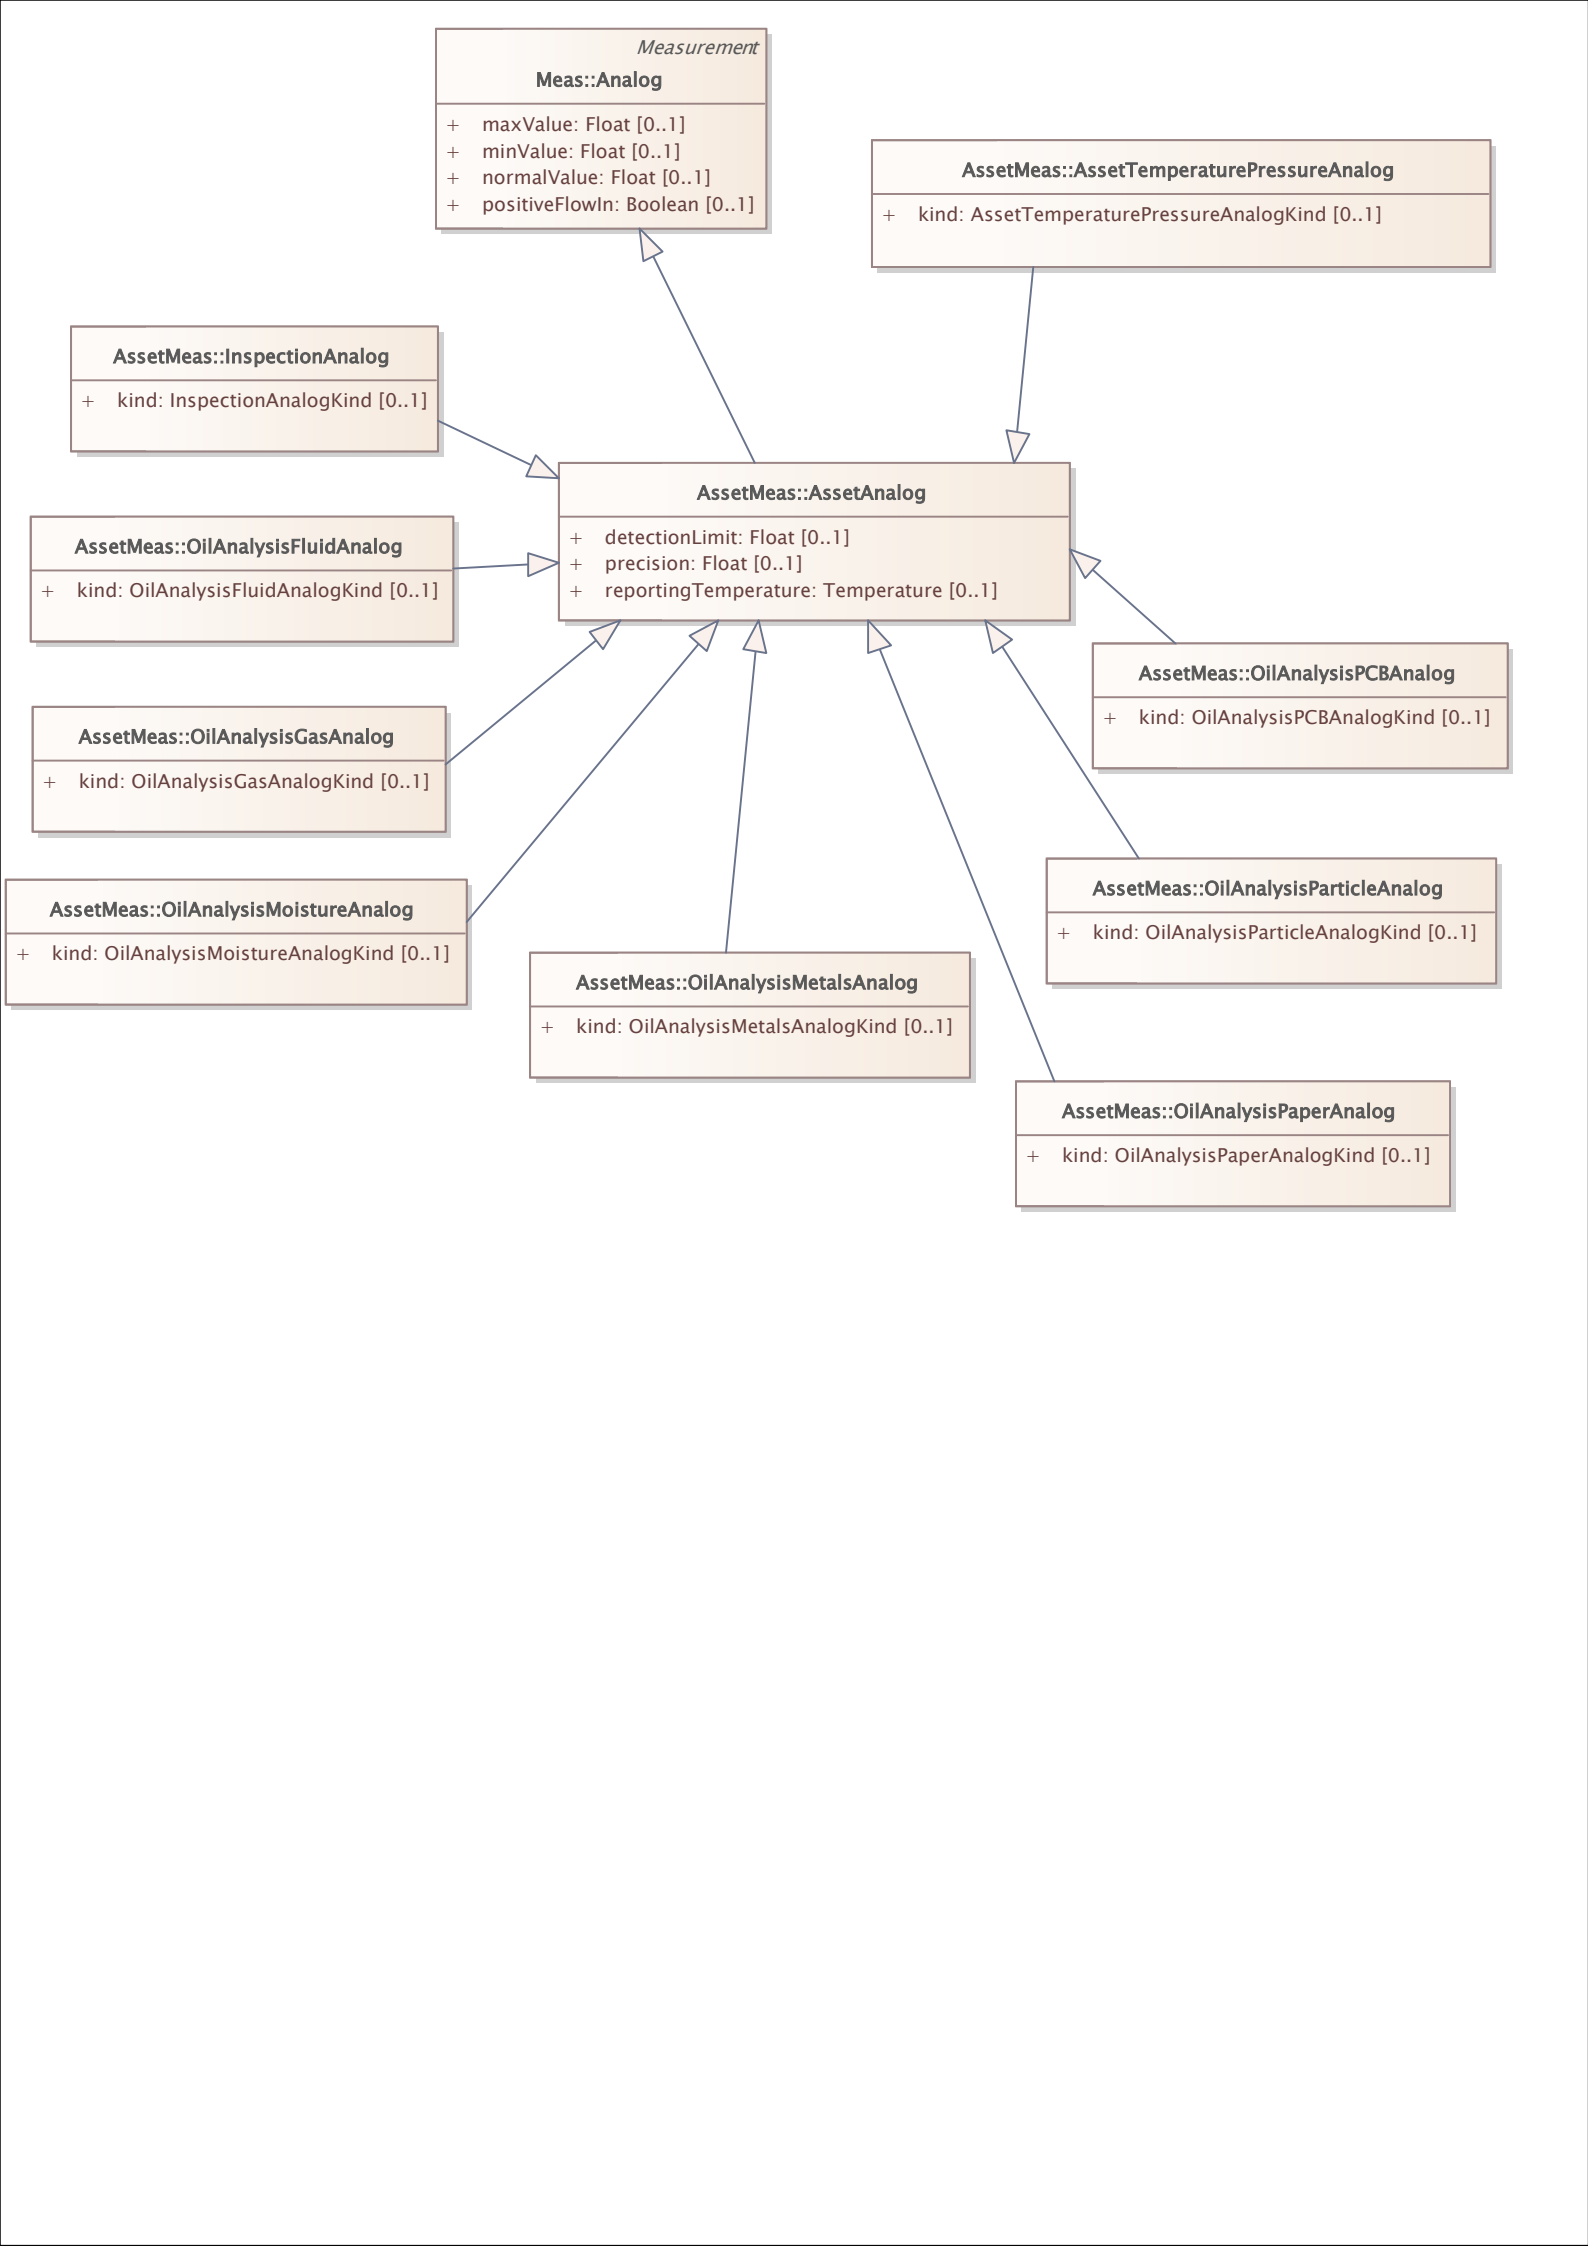 Measurement
Meas::Analog
+ maxValue: Float [0..1]
+ minValue: Float [0..1]
+ normalValue: Float [0..1]
+ positiveFlowIn: Boolean [0..1]
AssetMeas::AssetTemperaturePressureAnalog
+ kind: AssetTemperaturePressureAnalogKind [0..1]
AssetMeas::InspectionAnalog
+ kind: InspectionAnalogKind [0..1]
AssetMeas::AssetAnalog
+ detectionLimit: Float [0..1]
+ precision: Float [0..1]
+ reportingTemperature: Temperature [0..1]
AssetMeas::OilAnalysisFluidAnalog
+ kind: OilAnalysisFluidAnalogKind [0..1]
AssetMeas::OilAnalysisPCBAnalog
+ kind: OilAnalysisPCBAnalogKind [0..1]
AssetMeas::OilAnalysisGasAnalog
+ kind: OilAnalysisGasAnalogKind [0..1]
AssetMeas::OilAnalysisParticleAnalog
+ kind: OilAnalysisParticleAnalogKind [0..1]
AssetMeas::OilAnalysisMoistureAnalog
+ kind: OilAnalysisMoistureAnalogKind [0..1]
AssetMeas::OilAnalysisMetalsAnalog
+ kind: OilAnalysisMetalsAnalogKind [0..1]
AssetMeas::OilAnalysisPaperAnalog
+ kind: OilAnalysisPaperAnalogKind [0..1]